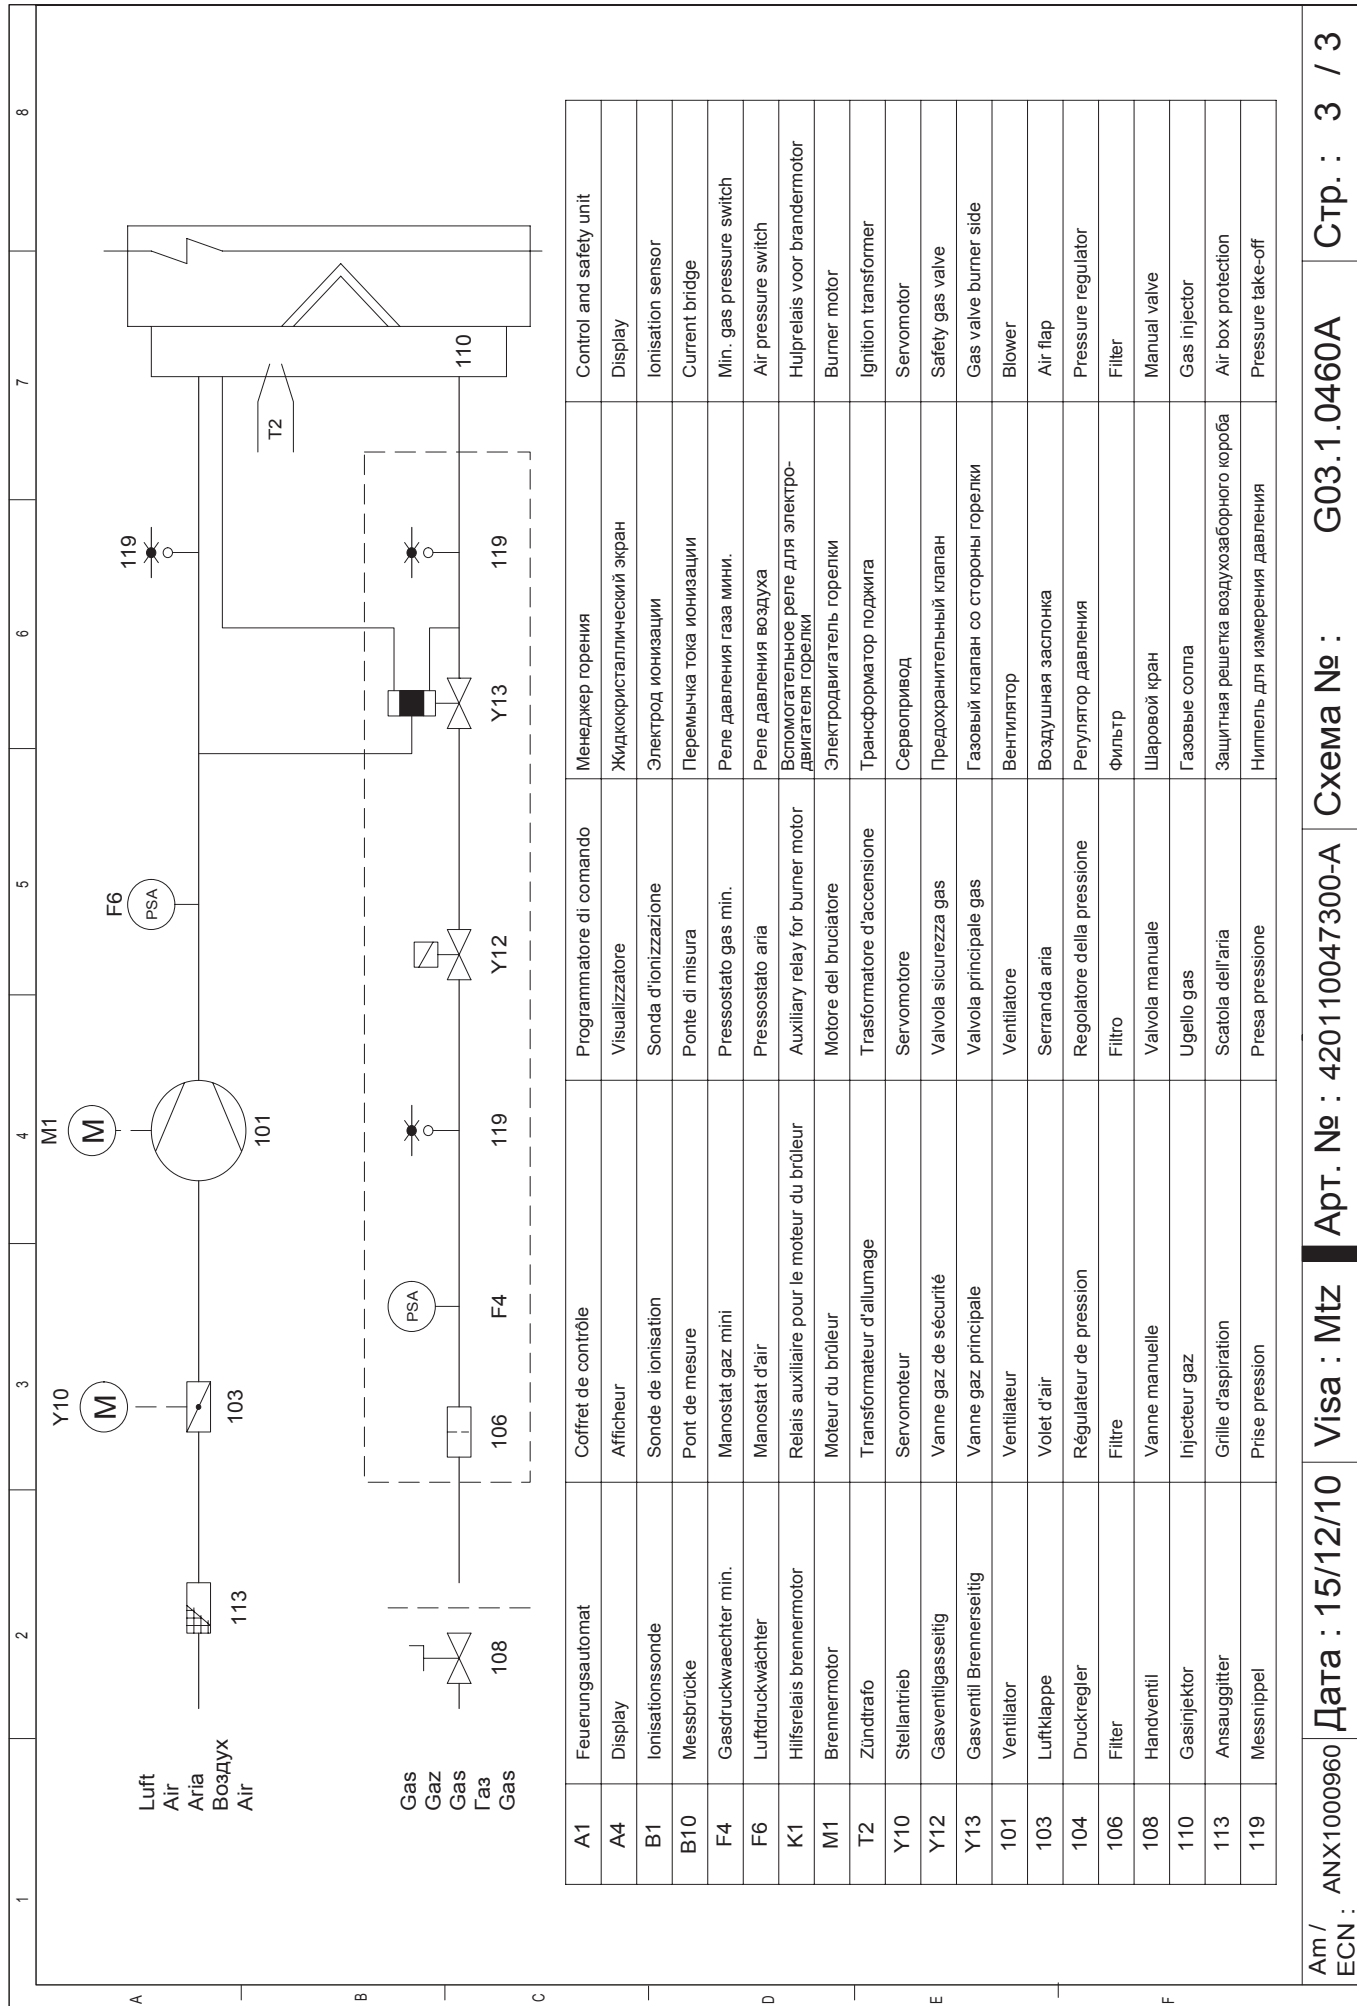 1 2 3 4 5 6 7 8
A
B
C
D
E
F
Luft
Air
Aria
Воздух
Air
113
Y10
M
103
M1
M
101
F6
PSA
119
T2
110
Gas
Gaz
Gas
Газ
Gas
108
106
PSA
F4
119
Y12
Y13
119
A1 Feuerungsautomat Coffret de contrôle Programmatore di comando Менеджер горения Control and safety unit
A4 Display Afficheur Visualizzatore Жидкокристаллический экран Display
B1 Ionisationssonde Sonde de ionisation Sonda d'ionizzazione Электрод ионизации Ionisation sensor
B10 Messbrücke Pont de mesure Ponte di misura Перемычка тока ионизации Current bridge
F4 Gasdruckwaechter min. Manostat gaz mini Pressostato gas min. Реле давления газа мини. Min. gas pressure switch
F6 Luftdruckwächter Manostat d'air Pressostato aria Реле давления воздуха Air pressure switch
K1 Hilfsrelais brennermotor Relais auxiliaire pour le moteur du brûleur Auxiliary relay for burner motor Вспомогательное реле для электро-
двигателя горелки Hulprelais voor brandermotor
M1 Brennermotor Moteur du brûleur Motore del bruciatore Электродвигатель горелки Burner motor
T2 Zündtrafo Transformateur d'allumage Trasformatore d'accensione Трансформатор поджига Ignition transformer
Y10 Stellantrieb Servomoteur Servomotore Сервопривод Servomotor
Y12 Gasventilgasseitig Vanne gaz de sécurité Valvola sicurezza gas Предохранительный клапан Safety gas valve
Y13 Gasventil Brennerseitig Vanne gaz principale Valvola principale gas Газовый клапан со стороны горелки Gas valve burner side
101 Ventilator Ventilateur Ventilatore Вентилятор Blower
103 Luftklappe Volet d'air Serranda aria Воздушная заслонка Air flap
104 Druckregler Régulateur de pression Regolatore della pressione Регулятор давления Pressure regulator
106 Filter Filtre Filtro Фильтр Filter
108 Handventil Vanne manuelle Valvola manuale Шаровой кран Manual valve
110 Gasinjektor Injecteur gaz Ugello gas Газовые сопла Gas injector
113 Ansauggitter Grille d'aspiration Scatola dell'aria Защитная решетка воздухозаборного короба Air box protection
119 Messnippel Prise pression Presa pressione Ниппель для измерения давления Pressure take-off
Am /
ECN : ANX1000960 Дата : 15/12/10 Visa : Mtz Арт. № : 420110047300-A Схема № : G03.1.0460A Стр. : 3 / 3